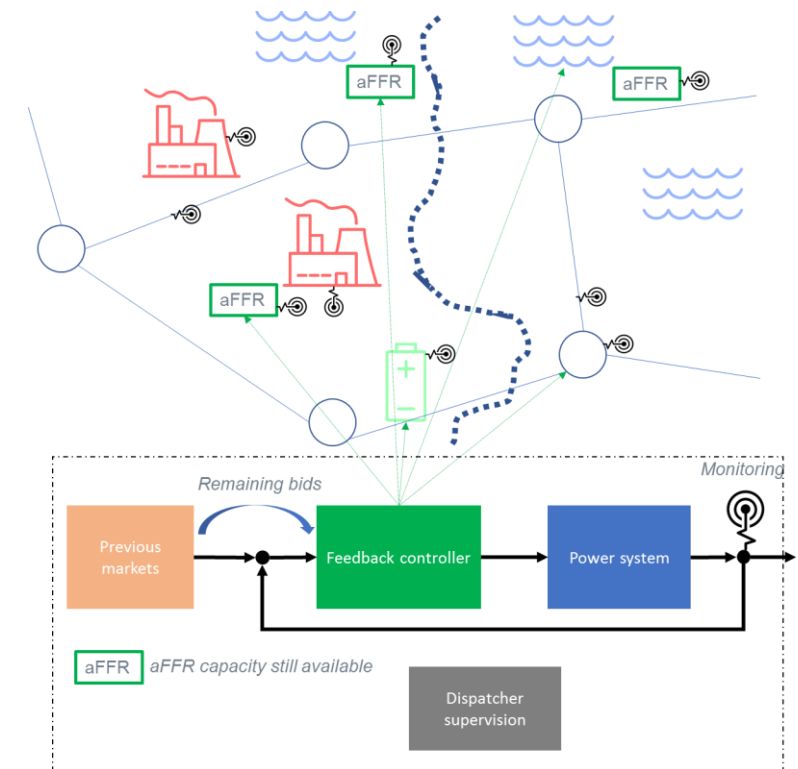 aFFR
aFFR
aFFR
Monitoring
Remaining bids
Previous
markets
Feedback controller
Power system
aFFR
aFFR capacity still available
Dispatcher
supervision